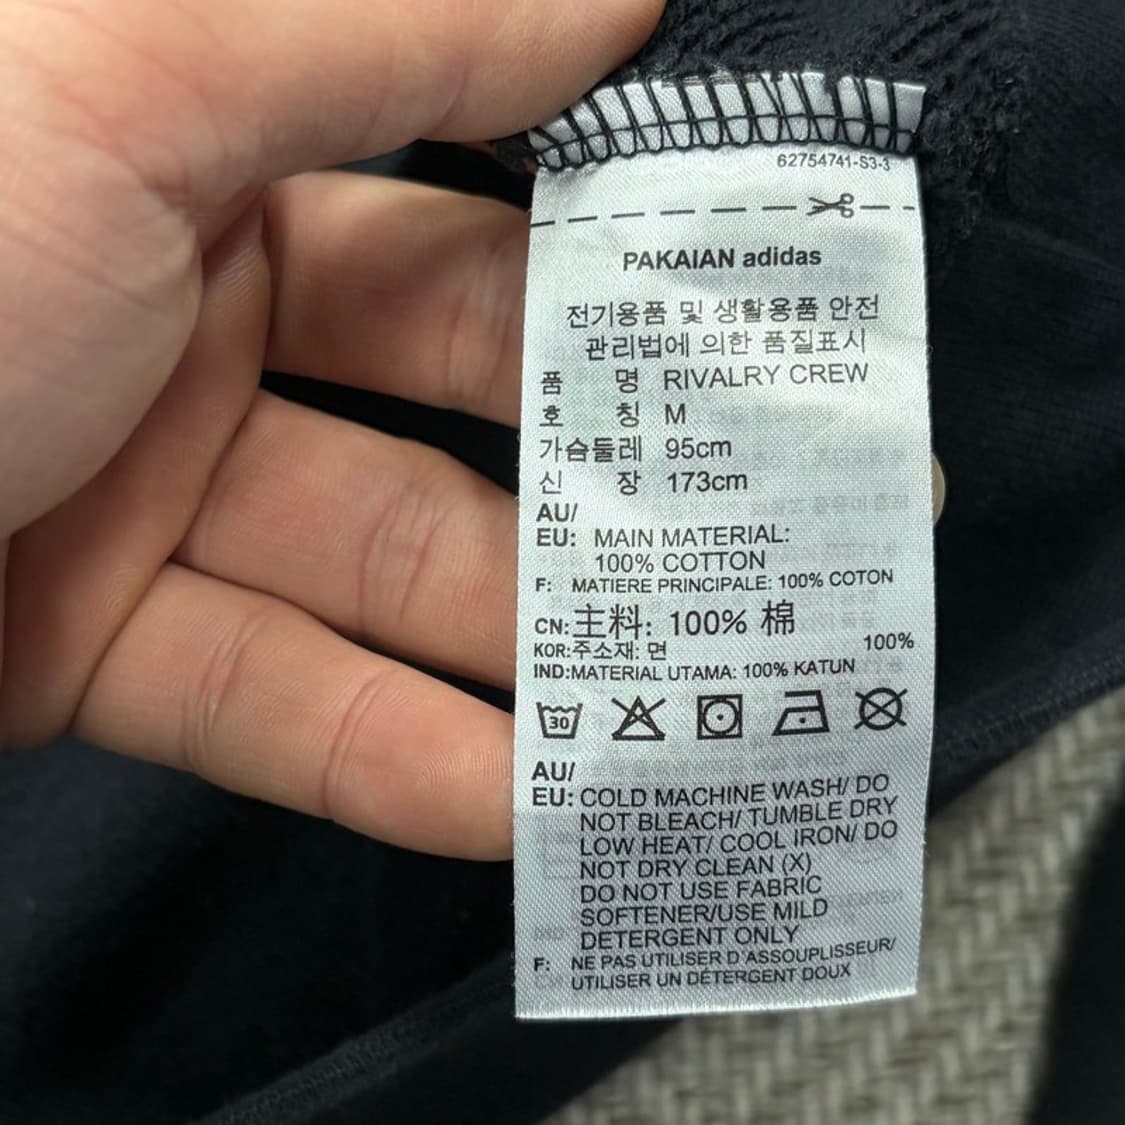 62754741-S3-3
PAKAIAN adidas
전기용품 및 생활용품 안전
관리법에 의한 품질표시
품 명 RIVALRY CREW
호 칭 M
가슴둘레 95cm
신 장 173cm
AU/
EU: MAIN MATERIAL:
100% COTTON
F: MATIERE PRINCIPALE: 100% COTON
CN:主料: 100% 棉
KOR:주소재: 면 100%
IND:MATERIAL UTAMA: 100% KATUN
30
AU/
EU: COLD MACHINE WASH/ DO
NOT BLEACH/ TUMBLE DRY
LOW HEAT/ COOL IRON/ DO
NOT DRY CLEAN (X)
DO NOT USE FABRIC
SOFTENER/USE MILD
DETERGENT ONLY
F: NE PAS UTILISER D'ASSOUPLISSEUR/
UTILISER UN DÉTERGENT DOUX